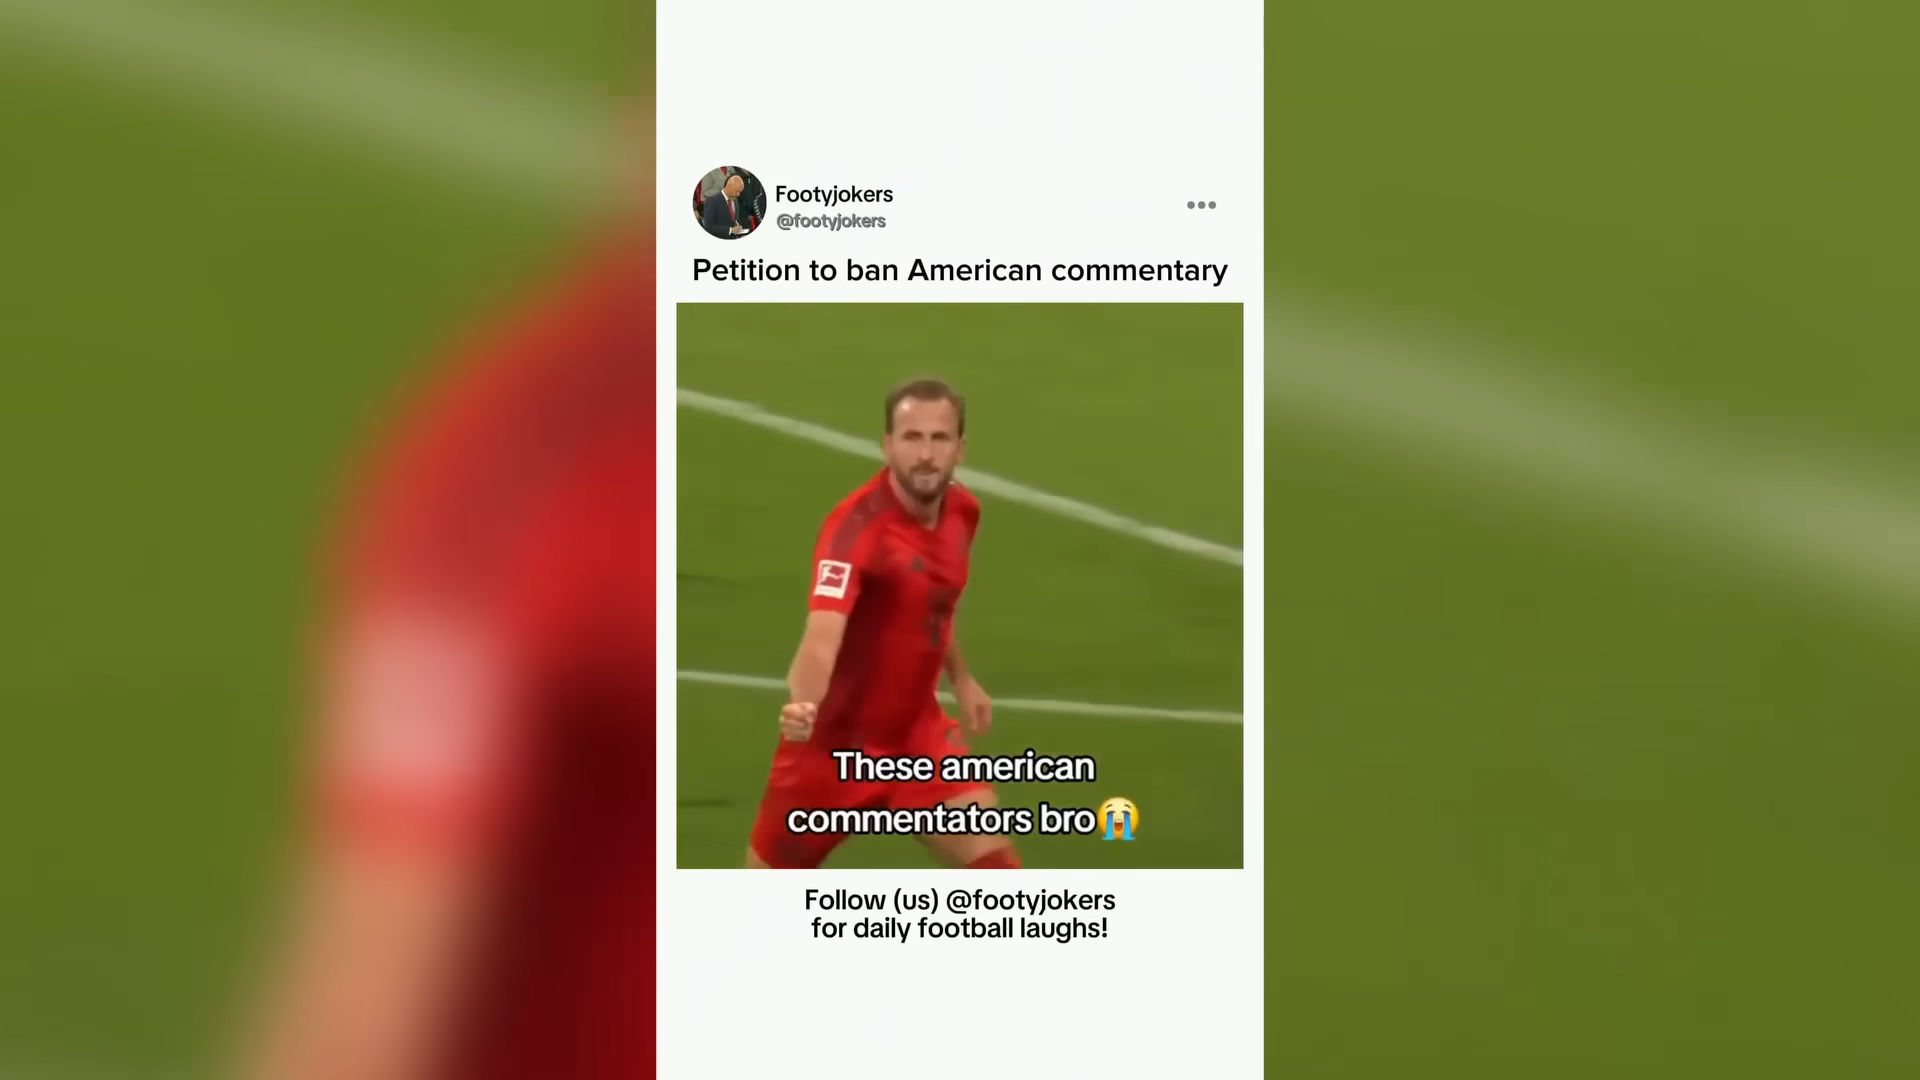 Footyjokers
@footyjokers
Petition to ban American commentary
These american
commentators bro😭
Follow (us) @footyjokers
for daily football laughs!